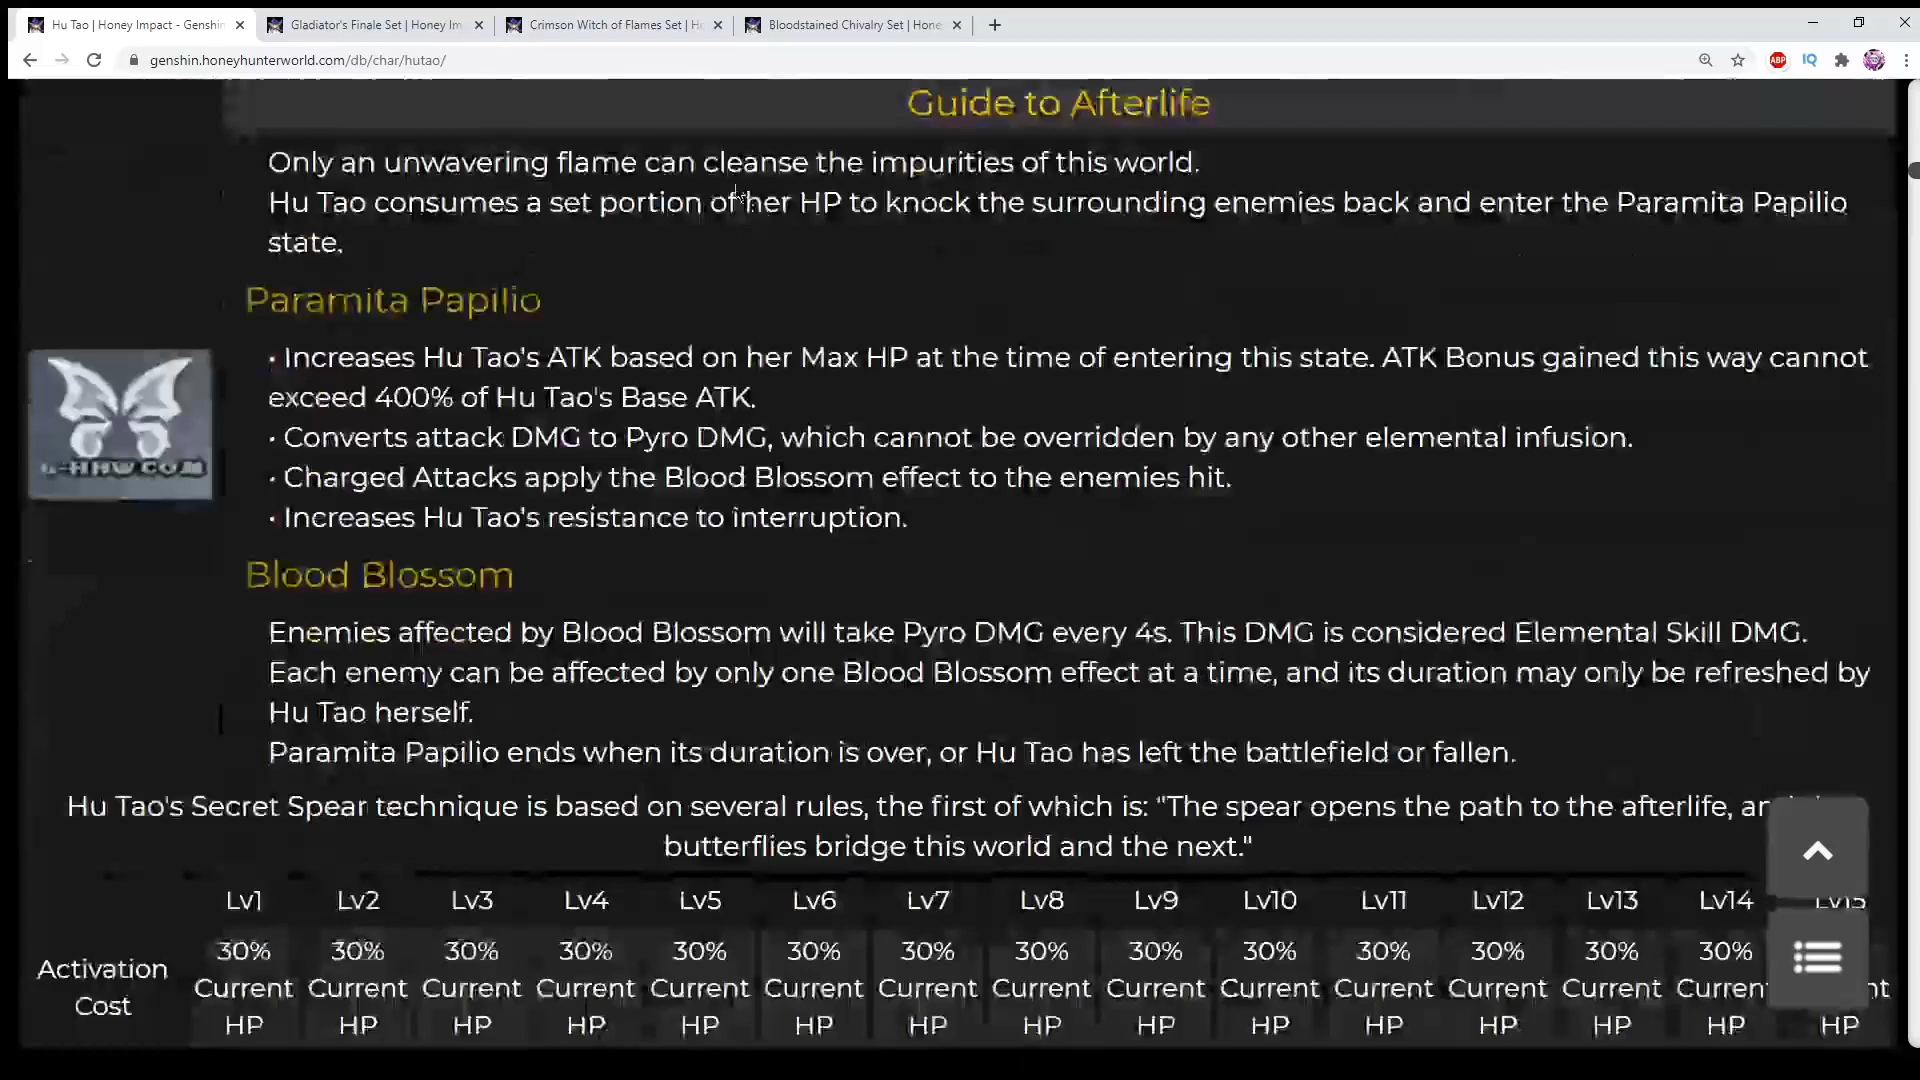 Hu Tao | Honey Impact - Genshin
Gladiator's Finale Set | Honey Im
Crimson Witch of Flames Set | H
Bloodstained Chivalry Set | Hone
genshin.honeyhunterworld.com/db/char/hutao/
ABP
IQ
Guide to Afterlife
Only an unwavering flame can cleanse the impurities of this world.
Hu Tao consumes a set portion of her HP to knock the surrounding enemies back and enter the Paramita Papilio
state.
Paramita Papilio
• Increases Hu Tao's ATK based on her Max HP at the time of entering this state. ATK Bonus gained this way cannot
exceed 400% of Hu Tao's Base ATK.
• Converts attack DMG to Pyro DMG, which cannot be overridden by any other elemental infusion.
• Charged Attacks apply the Blood Blossom effect to the enemies hit.
• Increases Hu Tao's resistance to interruption.
Blood Blossom
Enemies affected by Blood Blossom will take Pyro DMG every 4s. This DMG is considered Elemental Skill DMG.
Each enemy can be affected by only one Blood Blossom effect at a time, and its duration may only be refreshed by
Hu Tao herself.
Paramita Papilio ends when its duration is over, or Hu Tao has left the battlefield or fallen.
Hu Tao's Secret Spear technique is based on several rules, the first of which is: "The spear opens the path to the afterlife,
butterflies bridge this world and the next."
Lv1 Lv2 Lv3 Lv4 Lv5 Lv6 Lv7 Lv8 Lv9 Lv10 Lv11 Lv12 Lv13 Lv14 Lv15
Activation Cost
30% 30% 30% 30% 30% 30% 30% 30% 30% 30% 30% 30% 30% 30%
Current Current Current Current Current Current Current Current Current Current Current Current Current Current
HP HP HP HP HP HP HP HP HP HP HP HP HP HP HP